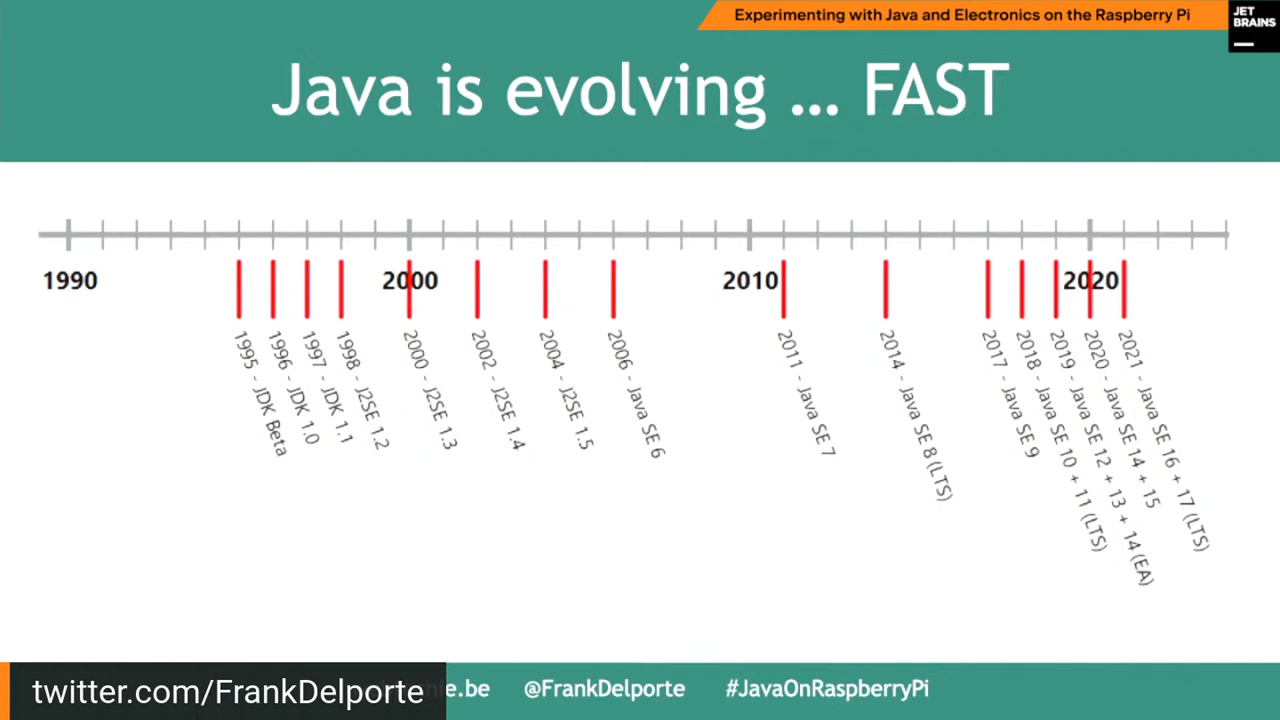 Experimenting with Java and Electronics on the Raspberry Pi
JET
BRAINS
Java is evolving ... FAST
1990
2000
2010
2020
1995 - JDK Beta
1996 - JDK 1.0
1997 - JDK 1.1
1998 - J2SE 1.2
2000 - J2SE 1.3
2002 - J2SE 1.4
2004 - J2SE 1.5
2006 - Java SE 6
2011 - Java SE 7
2014 - Java SE 8 (LTS)
2017 - Java SE 9
2018 - Java SE 10 + 11 (LTS)
2019 - Java SE 12 + 13 + 14 (EA)
2020 - Java SE 14 + 15
2021 - Java SE 16 + 17 (LTS)
twitter.com/FrankDelporte
@FrankDelporte
#JavaOnRaspberryPi